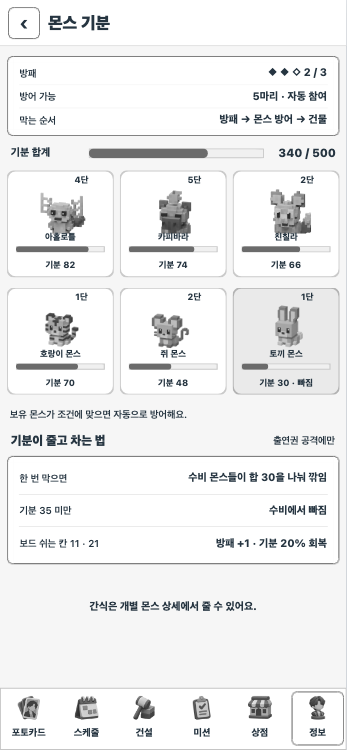 몬스 기분
방패 ◆ ◆ ◇ 2 / 3
방어 가능 5마리 · 자동 참여
막는 순서 방패 → 몬스 방어 → 건물
기분 합계 340 / 500
4단 5단 2단
아홀로틀 카피바라 친칠라
기분 82 기분 74 기분 66
1단 2단 1단
호랑이 몬스 쥐 몬스 토끼 몬스
기분 70 기분 48 기분 30 · 빠짐
보유 몬스가 조건에 맞으면 자동으로 방어해요.
기분이 줄고 차는 법 출연권 공격에만
한 번 막으면 수비 몬스들이 합 30을 나눠 깎임
기분 35 미만 수비에서 빠짐
보드 쉬는 칸 11 · 21 방패 +1 · 기분 20% 회복
간식은 개별 몬스 상세에서 줄 수 있어요.
포토카드 스케줄 건설 미션 상점 정보